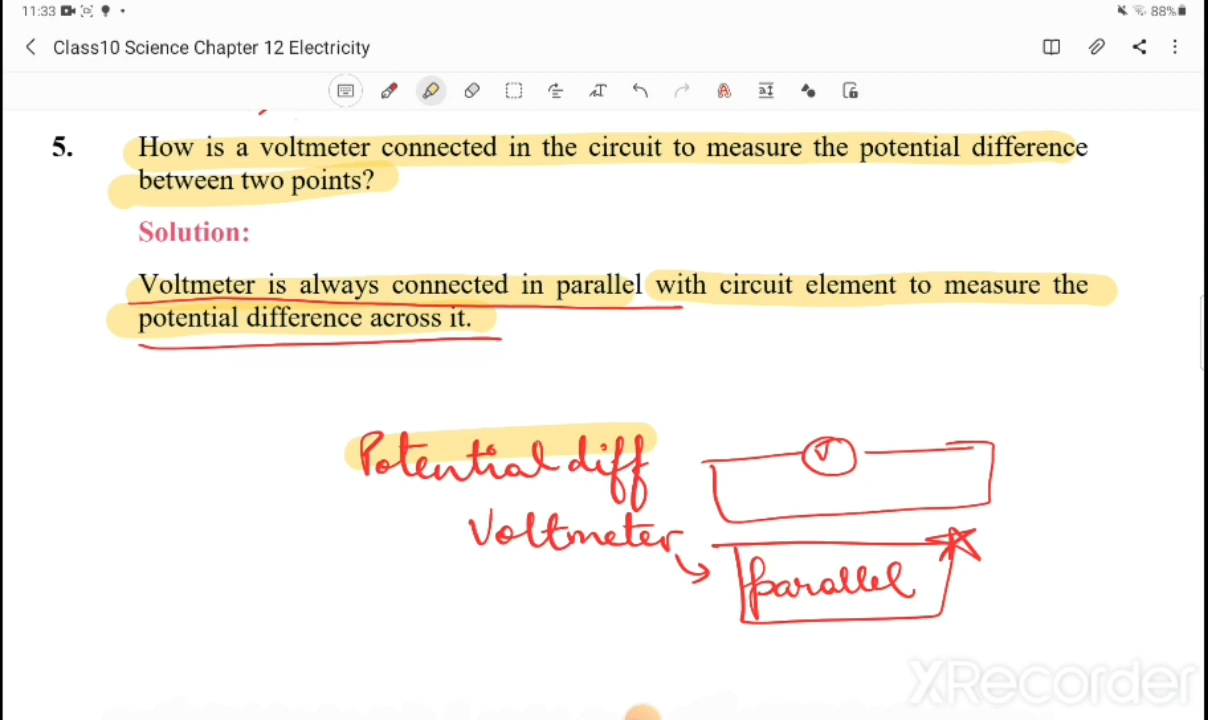 11:33 88%
Class10 Science Chapter 12 Electricity
5. How is a voltmeter connected in the circuit to measure the potential difference
between two points?
Solution:
Voltmeter is always connected in parallel with circuit element to measure the
potential difference across it.
Potential diff
V
Voltmeter
parallel
XRecorder